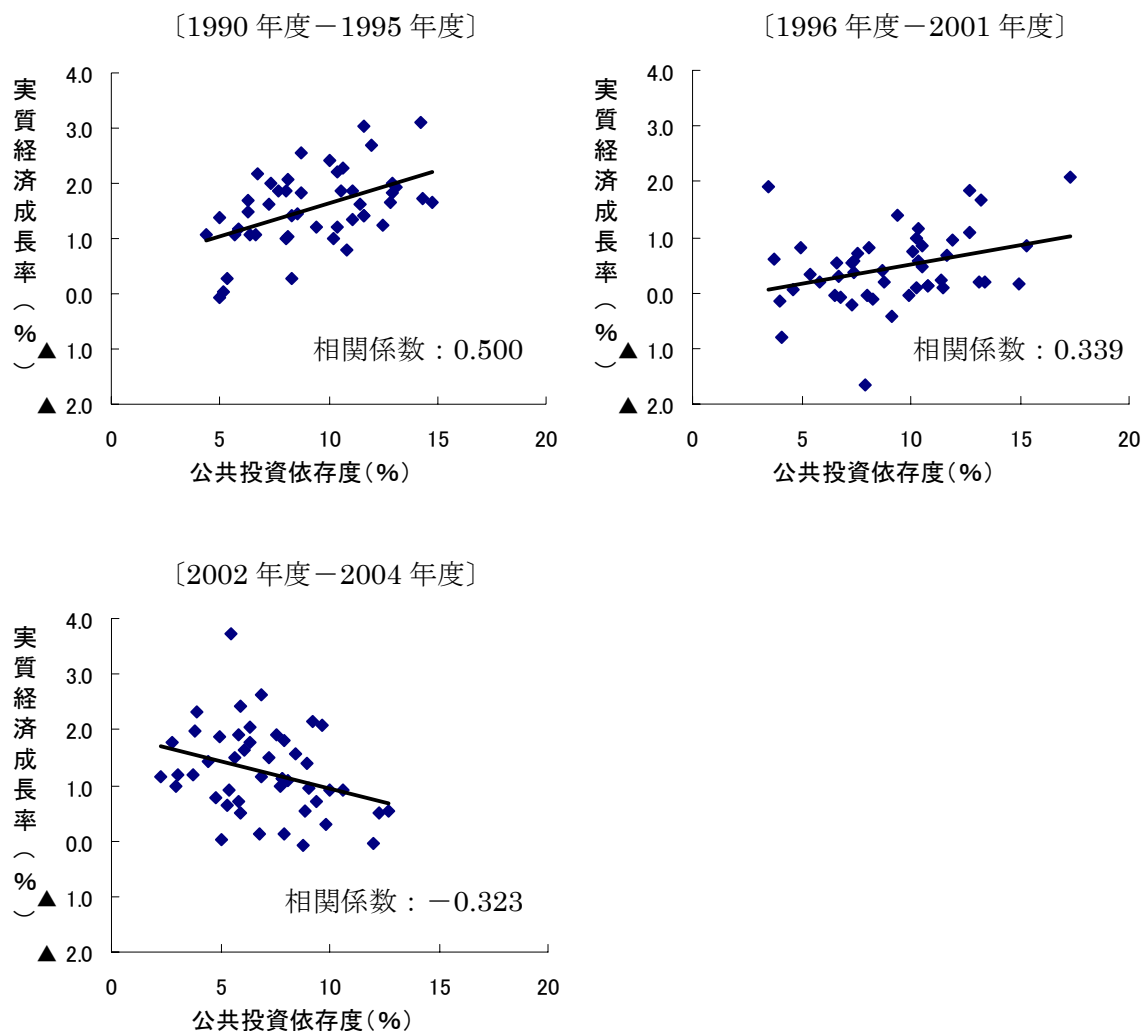 〔1990 年度－1995 年度〕
実質経済成長率（%）
4.0
3.0
2.0
1.0
0.0
▲ 1.0
▲ 2.0
相関係数：0.500
0 5 10 15 20
公共投資依存度(%)
〔1996 年度－2001 年度〕
実質経済成長率（%）
4.0
3.0
2.0
1.0
0.0
▲ 1.0
▲ 2.0
相関係数：0.339
0 5 10 15 20
公共投資依存度(%)
〔2002 年度－2004 年度〕
実質経済成長率（%）
4.0
3.0
2.0
1.0
0.0
▲ 1.0
▲ 2.0
相関係数：－0.323
0 5 10 15 20
公共投資依存度(%)